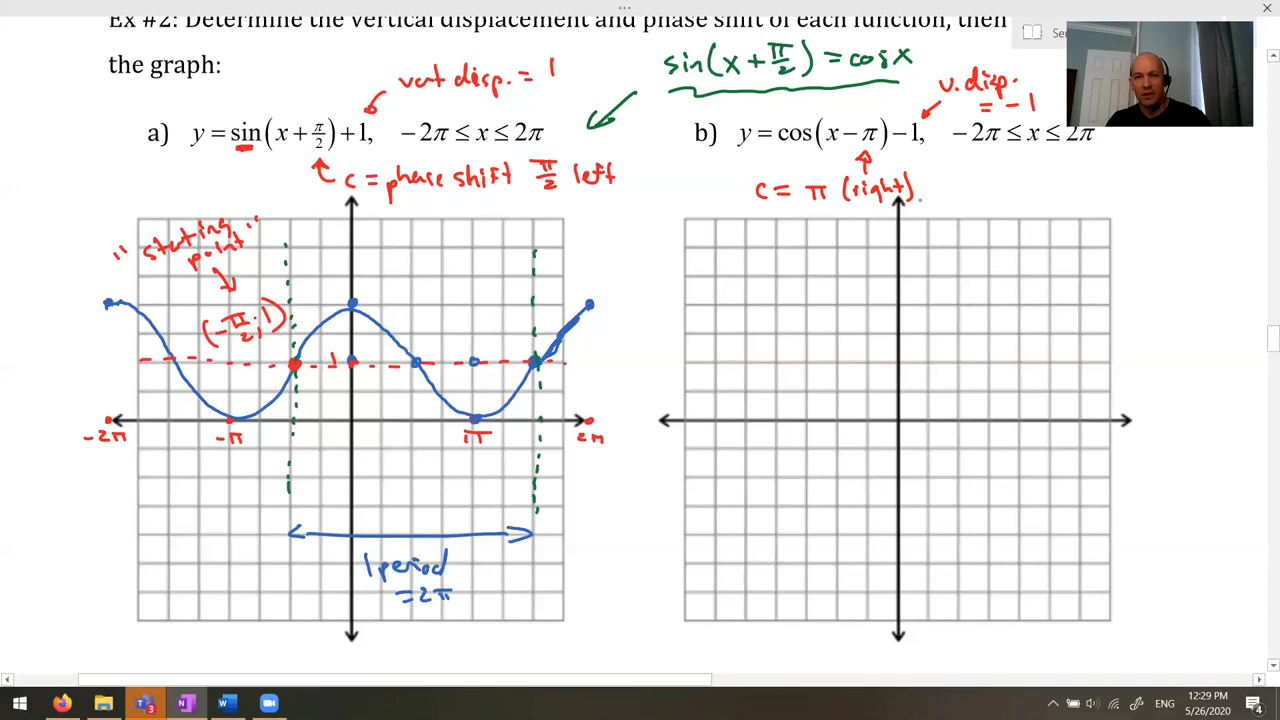 Ex #2: Determine the vertical displacement and phase shift of each function, then
the graph:
sin(x + π/2) = cosx
vert disp. = 1
v. disp.
= -1
a) y = sin(x + π/2) + 1, -2π ≤ x ≤ 2π
b) y = cos(x - π) - 1, -2π ≤ x ≤ 2π
c = phase shift π/2 left
c = π (right)
"starting
point"
(-π/2, 1)
1
-2π
-π
π
2π
1 period
= 2π
ENG
12:29 PM
5/26/2020